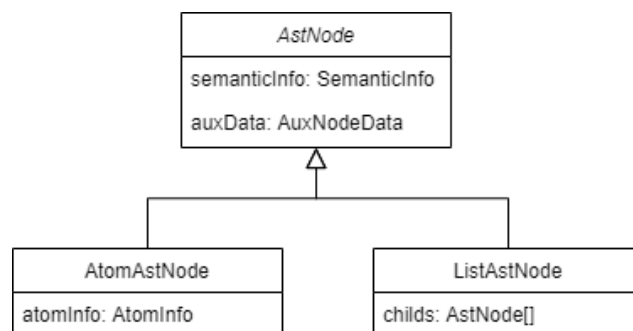 AstNode
semanticInfo: SemanticInfo
auxData: AuxNodeData
AtomAstNode
atomInfo: AtomInfo
ListAstNode
childs: AstNode[]